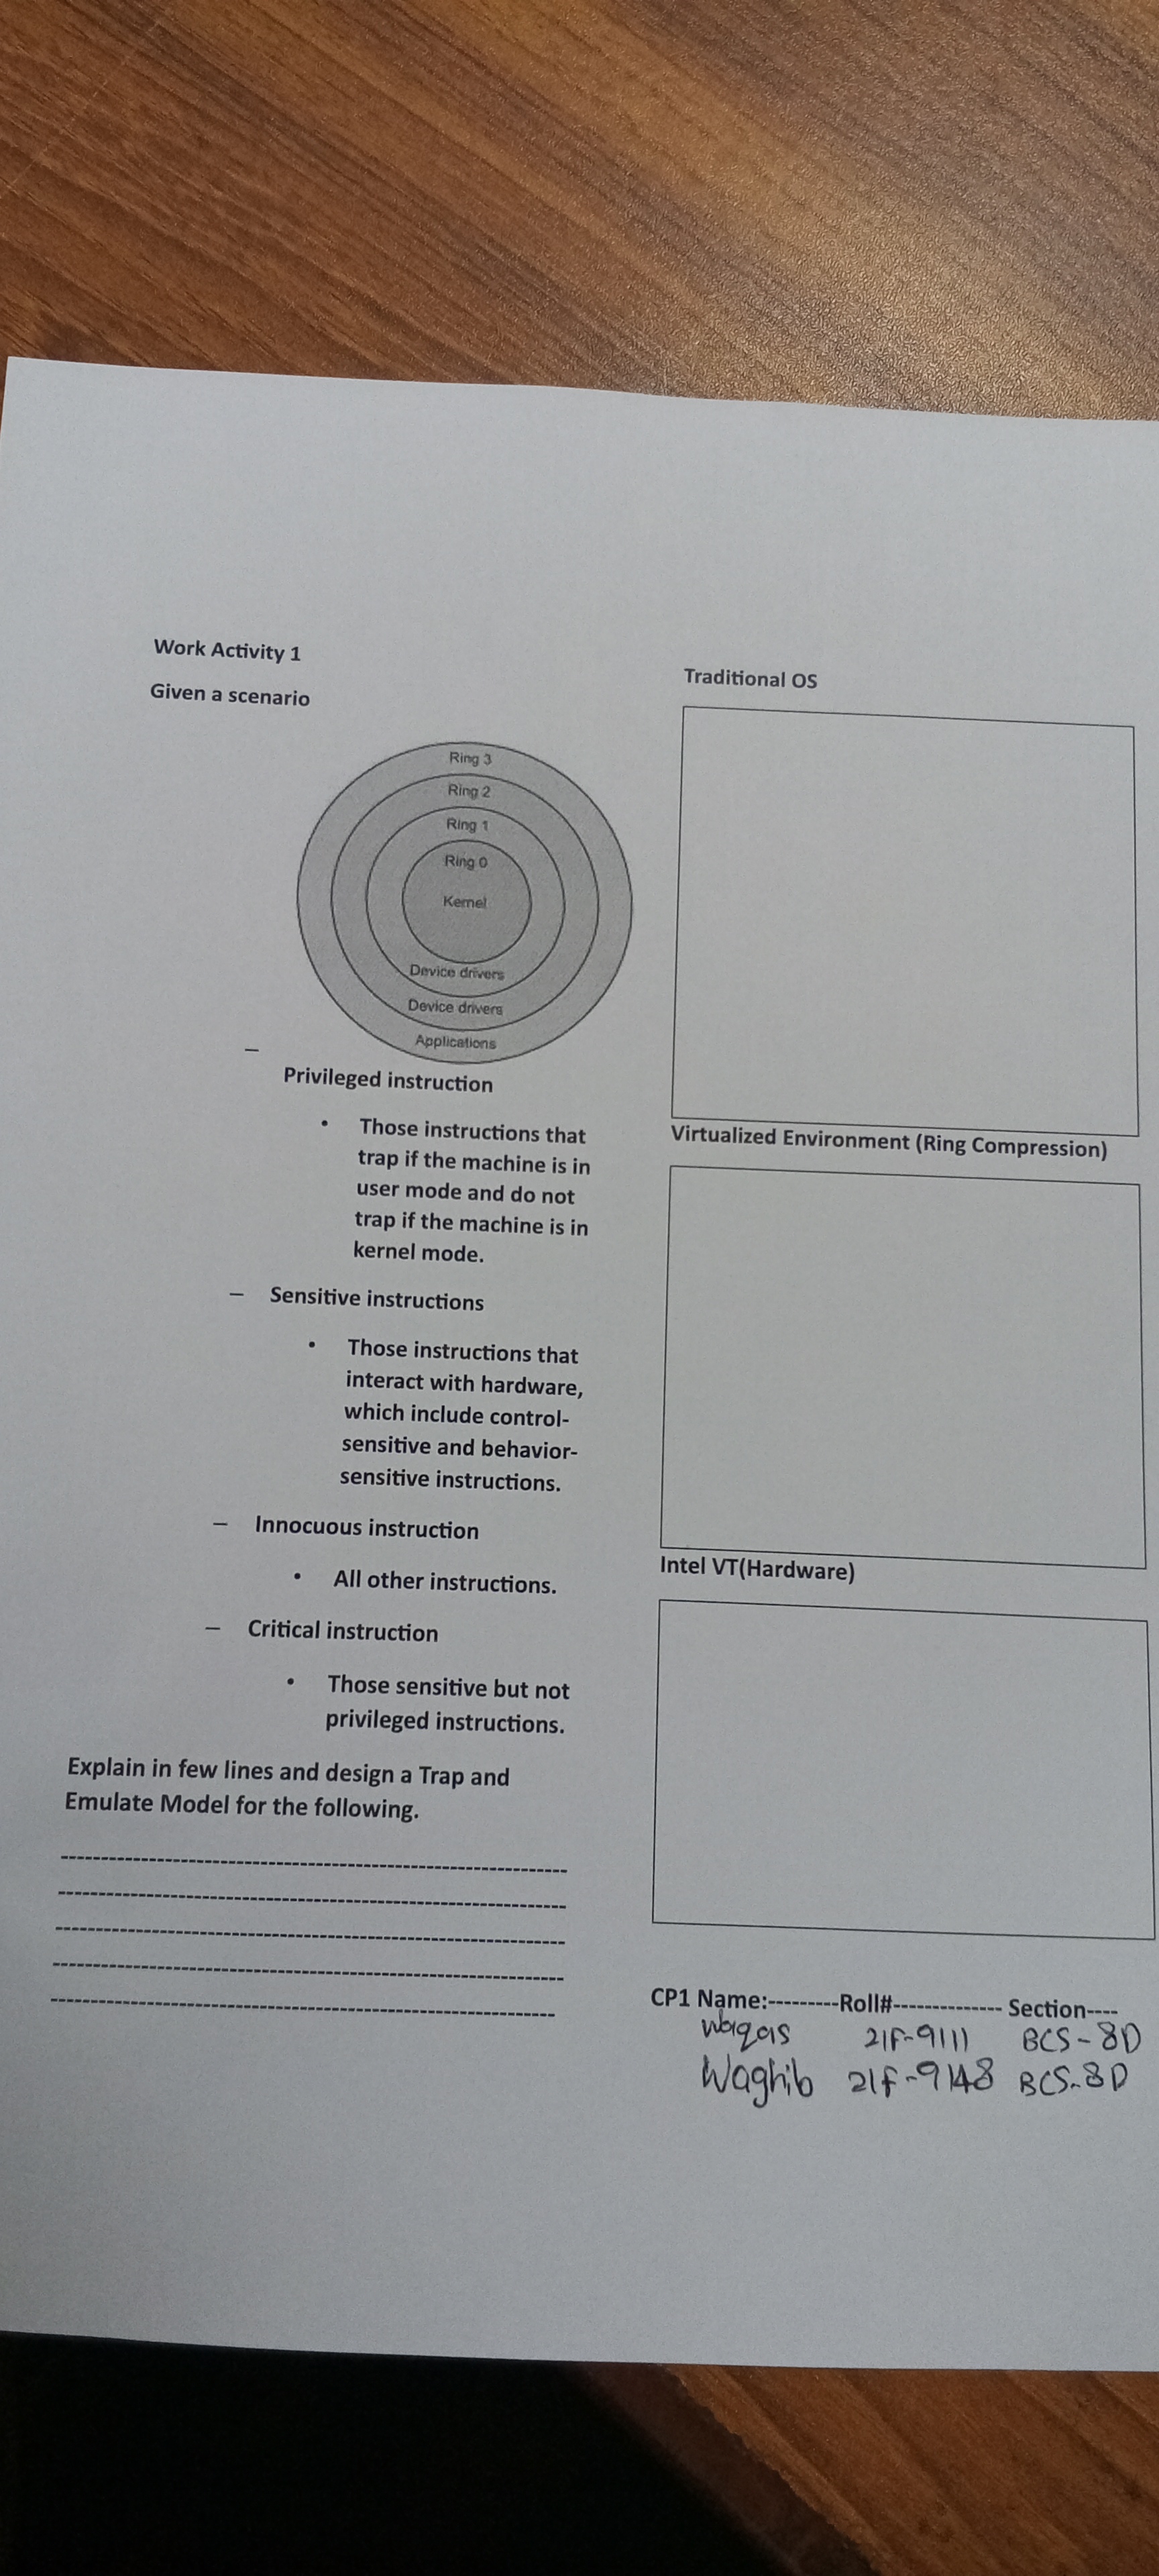 Work Activity 1
Given a scenario
Ring 3
Ring 2
Ring 1
Ring 0
Kernel
Device drivers
Device drivers
Applications
–
Privileged instruction
• Those instructions that
trap if the machine is in
user mode and do not
trap if the machine is in
kernel mode.
– Sensitive instructions
• Those instructions that
interact with hardware,
which include control-
sensitive and behavior-
sensitive instructions.
– Innocuous instruction
• All other instructions.
– Critical instruction
• Those sensitive but not
privileged instructions.
Explain in few lines and design a Trap and
Emulate Model for the following.
Traditional OS
Virtualized Environment (Ring Compression)
Intel VT(Hardware)
CP1 Name:---------Roll#-------------- Section----
Waqas 21F-9111 BCS-8D
Waghib 21f-9148 BCS-8D